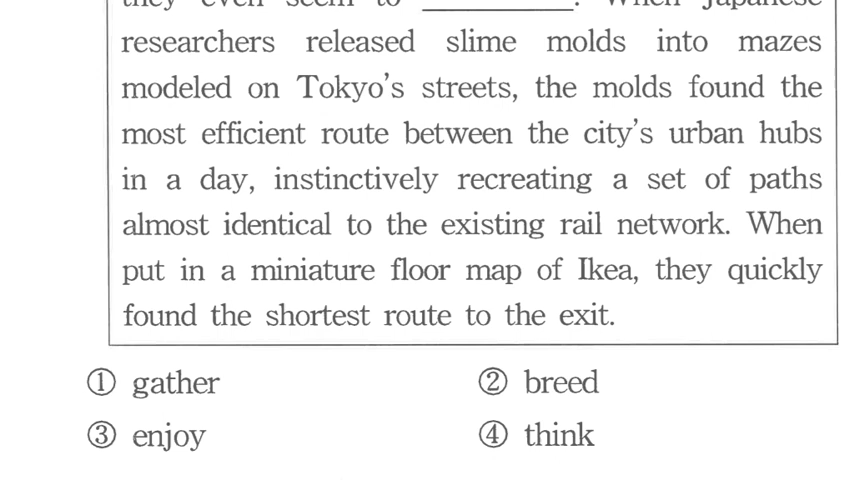 they even seem to __________. When Japanese
researchers released slime molds into mazes
modeled on Tokyo's streets, the molds found the
most efficient route between the city's urban hubs
in a day, instinctively recreating a set of paths
almost identical to the existing rail network. When
put in a miniature floor map of Ikea, they quickly
found the shortest route to the exit.
① gather ② breed
③ enjoy ④ think